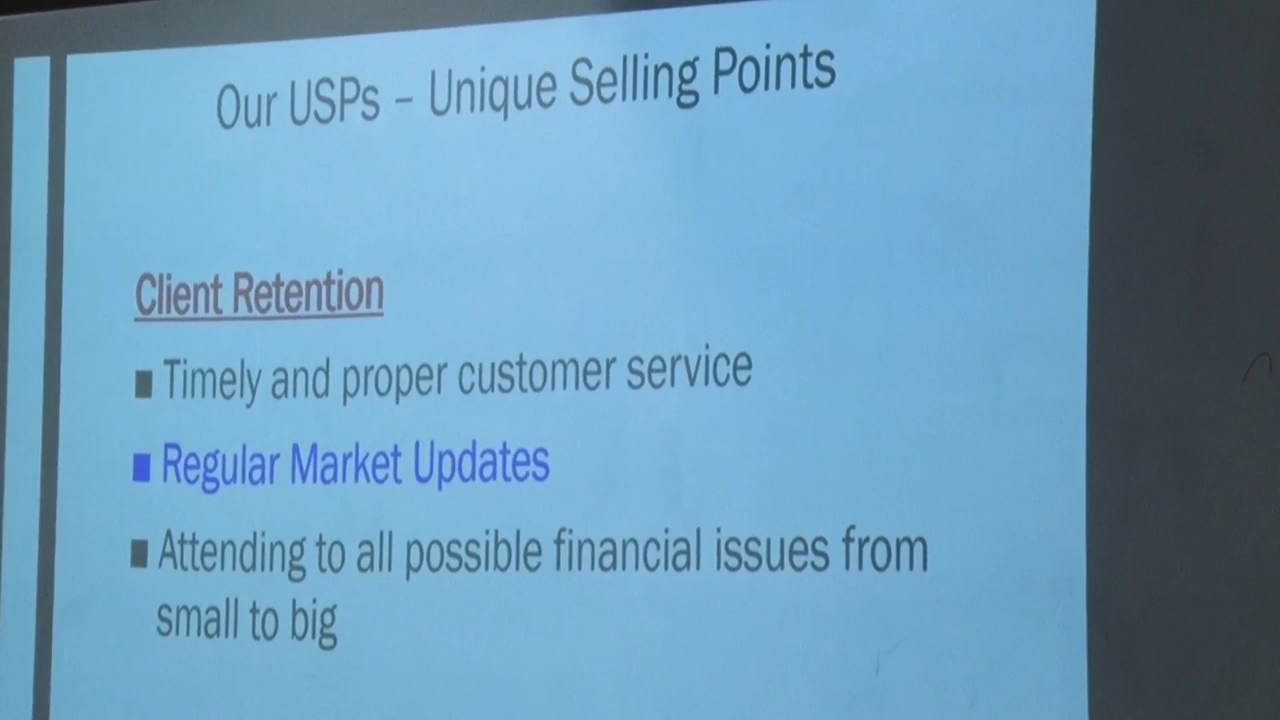 Our USPs – Unique Selling Points
Client Retention
■ Timely and proper customer service
■ Regular Market Updates
■ Attending to all possible financial issues from
small to big